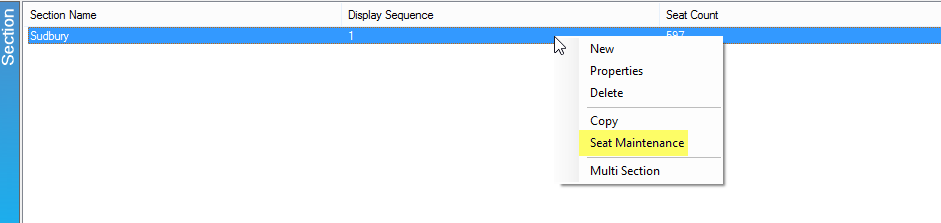 Section
Section Name Display Sequence Seat Count
Sudbury 1 597
New
Properties
Delete
Copy
Seat Maintenance
Multi Section